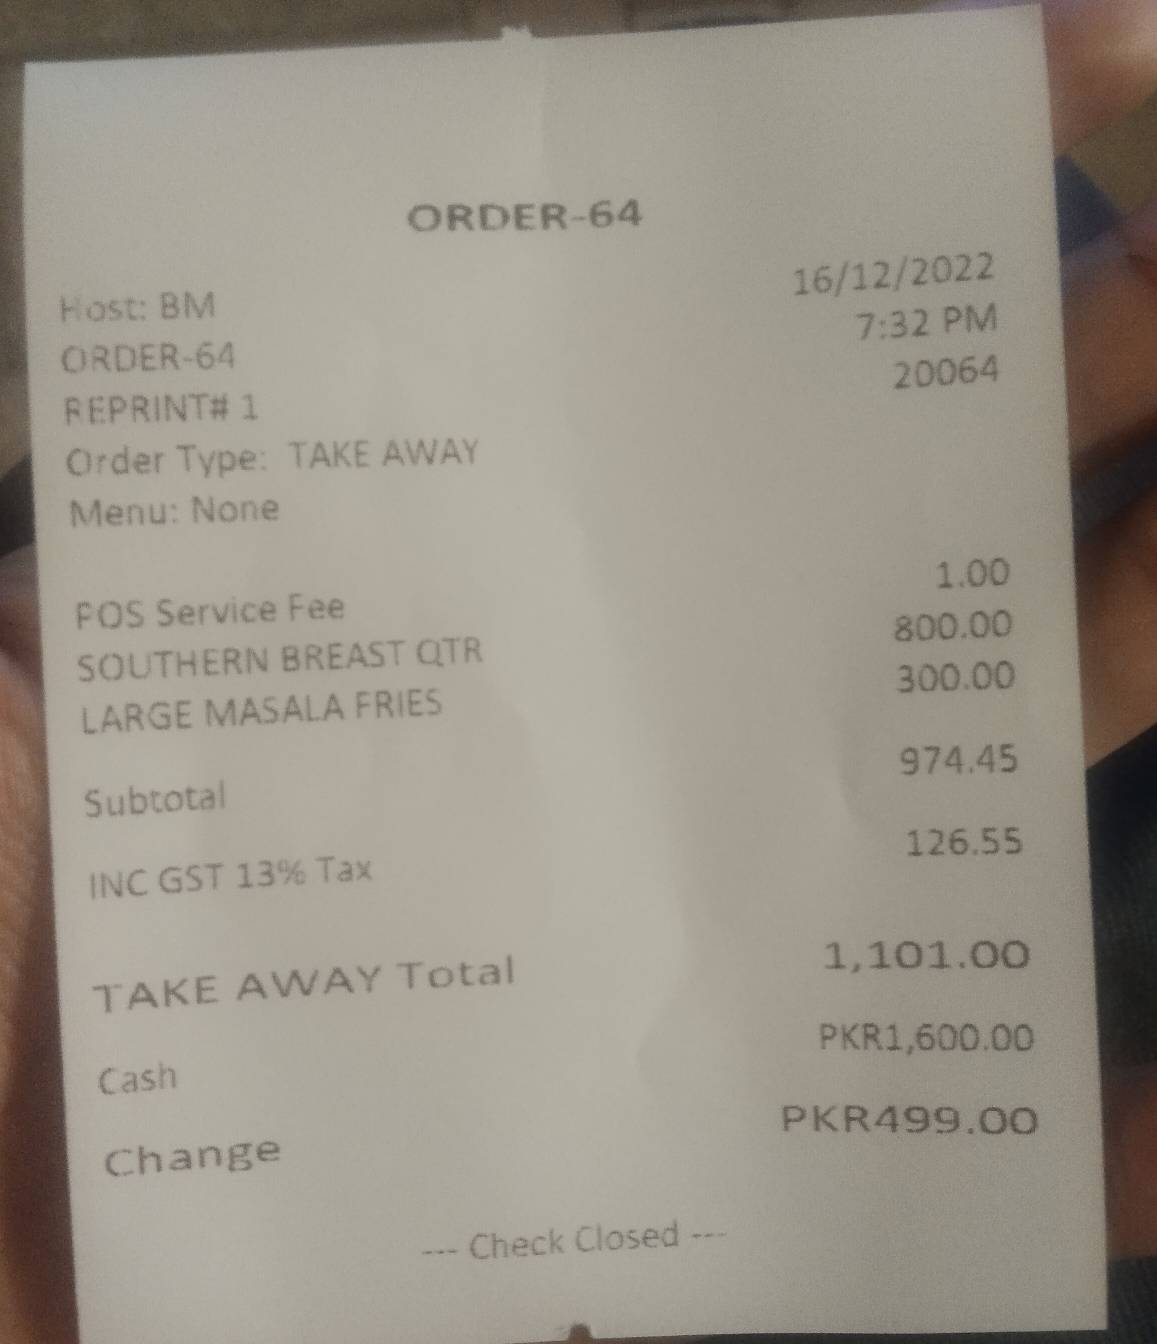 ORDER-64
Host: BM 16/12/2022
ORDER-64 7:32 PM
REPRINT# 1 20064
Order Type: TAKE AWAY
Menu: None
POS Service Fee 1.00
SOUTHERN BREAST QTR 800.00
LARGE MASALA FRIES 300.00
Subtotal 974.45
INC GST 13% Tax 126.55
TAKE AWAY Total 1,101.00
Cash PKR1,600.00
Change PKR499.00
--- Check Closed ---